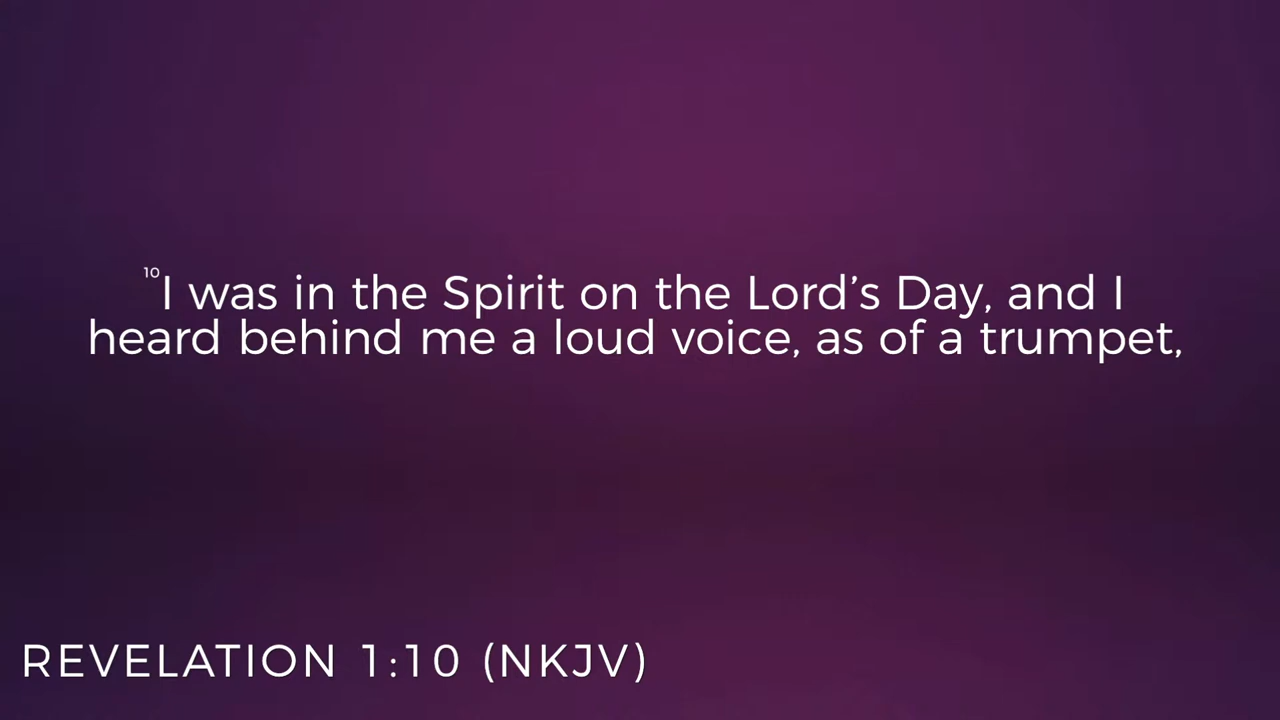 10I was in the Spirit on the Lord’s Day, and I
heard behind me a loud voice, as of a trumpet,
REVELATION 1:10 (NKJV)